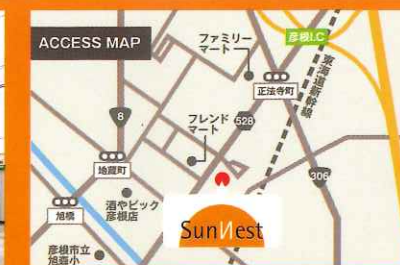 ACCESS MAP
ファミリー
マート
彦根I.C
東海道新幹線
正法寺町
8
フレンド
マート
528
地蔵町
306
旭橋
酒やビック
彦根店
SunNest
彦根市立
旭森小